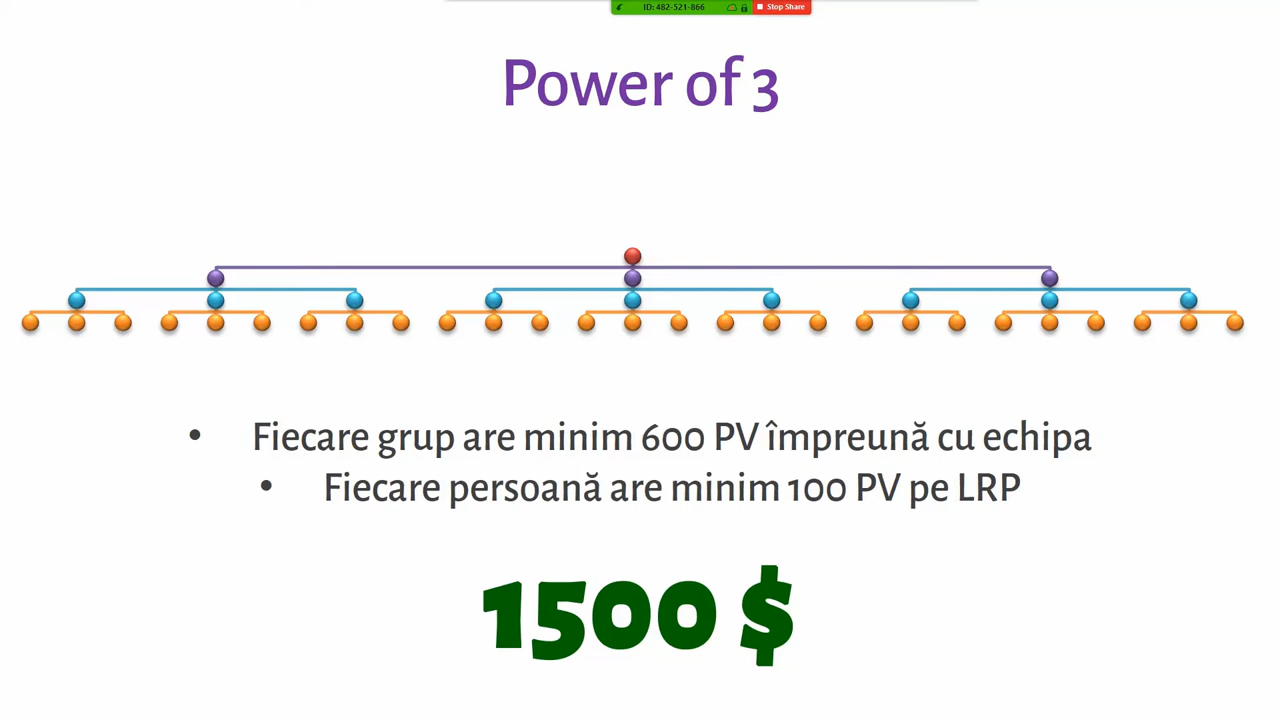 ID: 482-521-866 Stop Share
Power of 3
• Fiecare grup are minim 600 PV împreună cu echipa
• Fiecare persoană are minim 100 PV pe LRP
1500 $